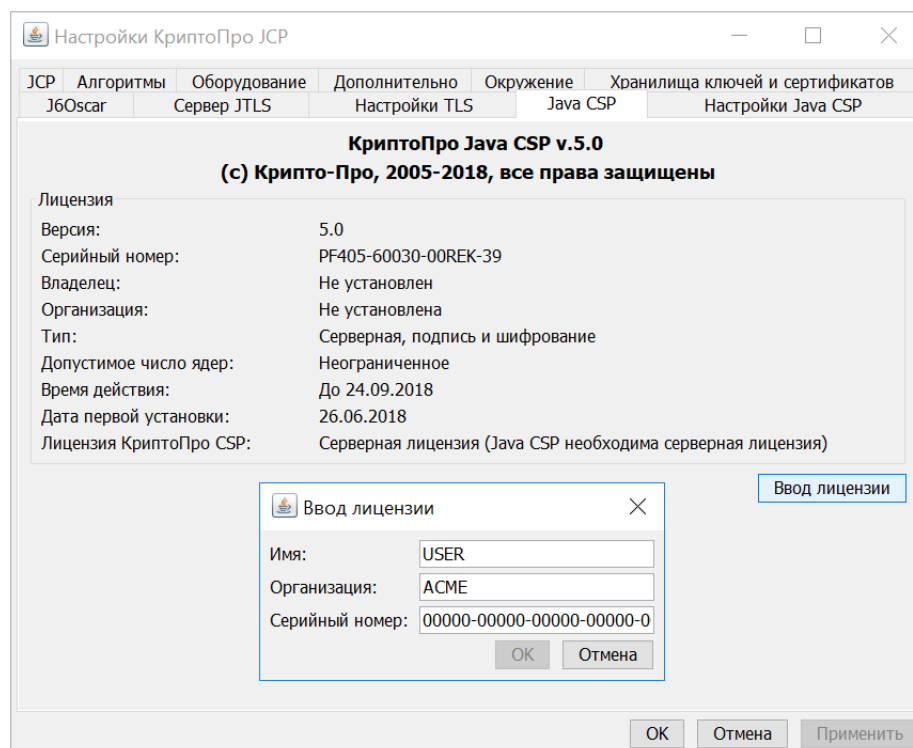 Настройки КриптоПро JCP
JCP Алгоритмы Оборудование Дополнительно Окружение Хранилища ключей и сертификатов
J6Oscar Сервер JTLS Настройки TLS Java CSP Настройки Java CSP
КриптоПро Java CSP v.5.0
(c) Крипто-Про, 2005-2018, все права защищены
Лицензия
Версия: 5.0
Серийный номер: PF405-60030-00REK-39
Владелец: Не установлен
Организация: Не установлена
Тип: Серверная, подпись и шифрование
Допустимое число ядер: Неограниченное
Время действия: До 24.09.2018
Дата первой установки: 26.06.2018
Лицензия КриптоПро CSP: Серверная лицензия (Java CSP необходима серверная лицензия)
Ввод лицензии
Ввод лицензии
Имя: USER
Организация: ACME
Серийный номер: 00000-00000-00000-00000-0
OK Отмена
OK Отмена Применить